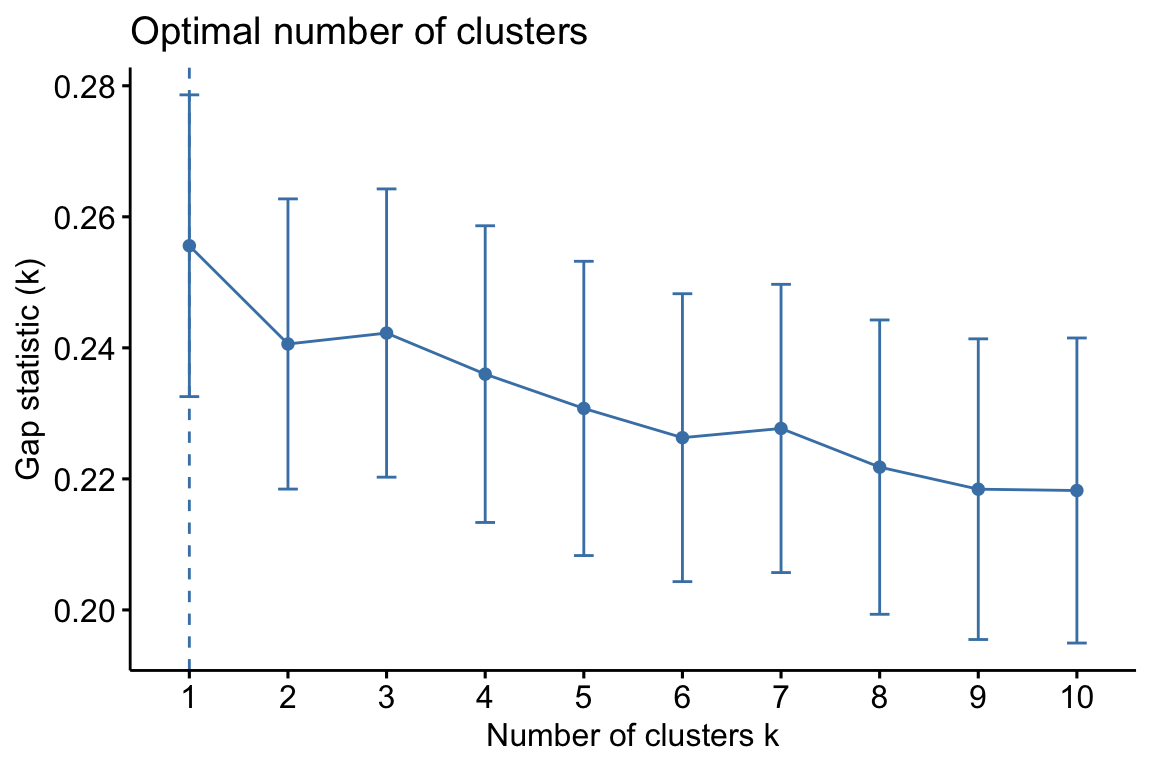 Optimal number of clusters
0.28
0.26
0.24
0.22
0.20
Gap statistic (k)
1 2 3 4 5 6 7 8 9 10
Number of clusters k